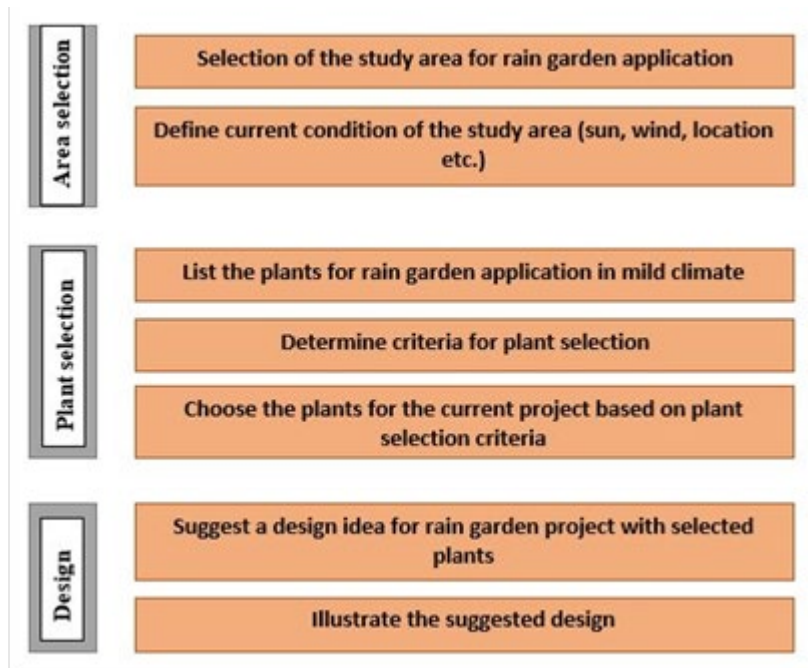 Area selection
Selection of the study area for rain garden application
Define current condition of the study area (sun, wind, location
etc.)
Plant selection
List the plants for rain garden application in mild climate
Determine criteria for plant selection
Choose the plants for the current project based on plant
selection criteria
Design
Suggest a design idea for rain garden project with selected
plants
Illustrate the suggested design